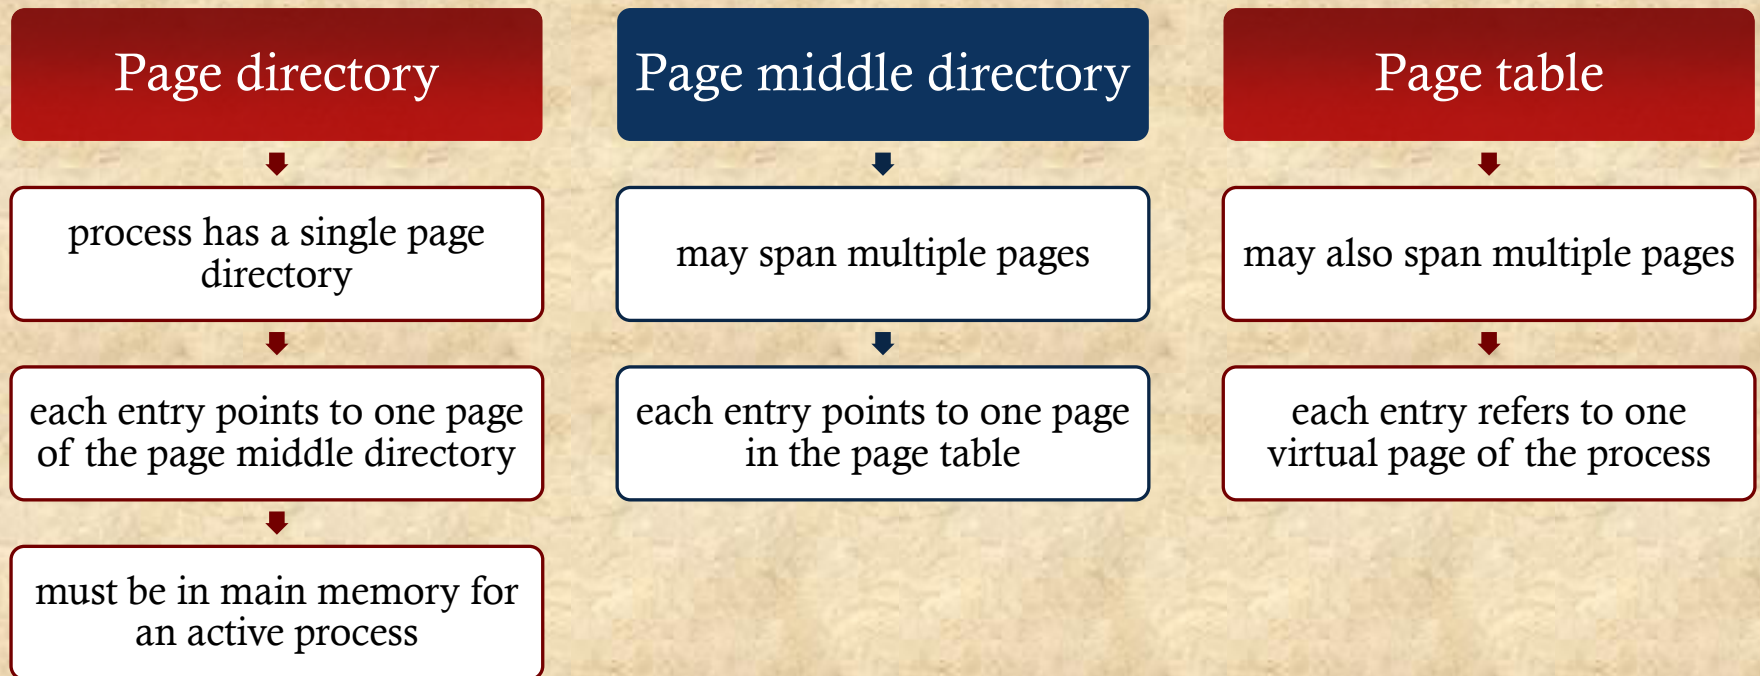 Page directory
process has a single page
directory
each entry points to one page
of the page middle directory
must be in main memory for
an active process
Page middle directory
may span multiple pages
each entry points to one page
in the page table
Page table
may also span multiple pages
each entry refers to one
virtual page of the process